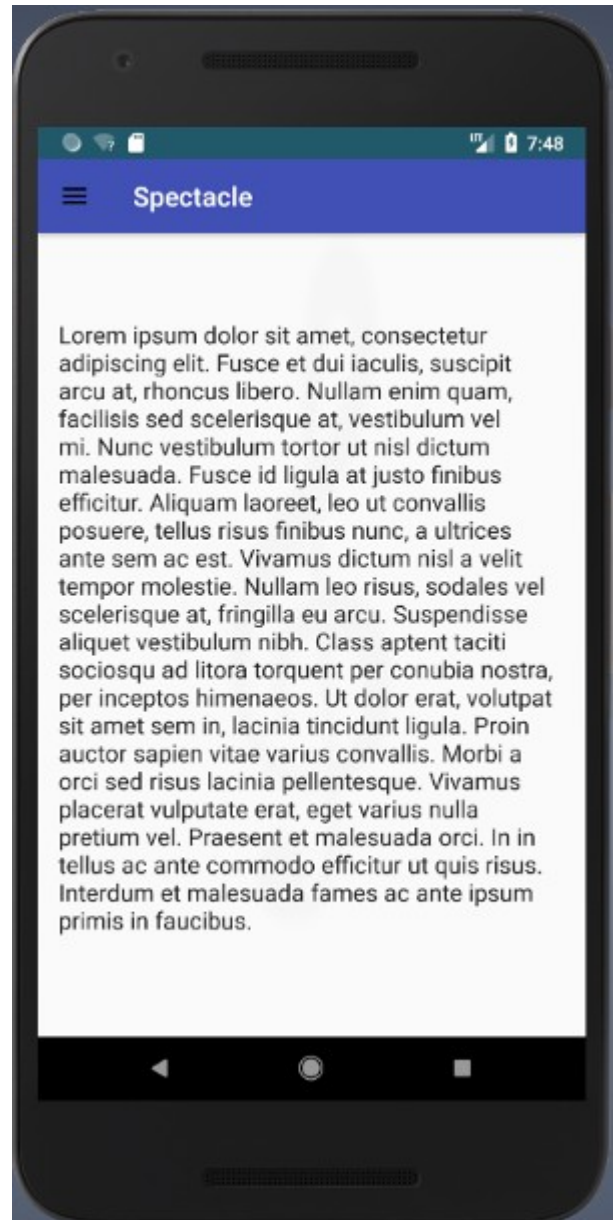 7:48
Spectacle
Lorem ipsum dolor sit amet, consectetur
adipiscing elit. Fusce et dui iaculis, suscipit
arcu at, rhoncus libero. Nullam enim quam,
facilisis sed scelerisque at, vestibulum vel
mi. Nunc vestibulum tortor ut nisl dictum
malesuada. Fusce id ligula at justo finibus
efficitur. Aliquam laoreet, leo ut convallis
posuere, tellus risus finibus nunc, a ultrices
ante sem ac est. Vivamus dictum nisl a velit
tempor molestie. Nullam leo risus, sodales vel
scelerisque at, fringilla eu arcu. Suspendisse
aliquet vestibulum nibh. Class aptent taciti
sociosqu ad litora torquent per conubia nostra,
per inceptos himenaeos. Ut dolor erat, volutpat
sit amet sem in, lacinia tincidunt ligula. Proin
auctor sapien vitae varius convallis. Morbi a
orci sed risus lacinia pellentesque. Vivamus
placerat vulputate erat, eget varius nulla
pretium vel. Praesent et malesuada orci. In in
tellus ac ante commodo efficitur ut quis risus.
Interdum et malesuada fames ac ante ipsum
primis in faucibus.